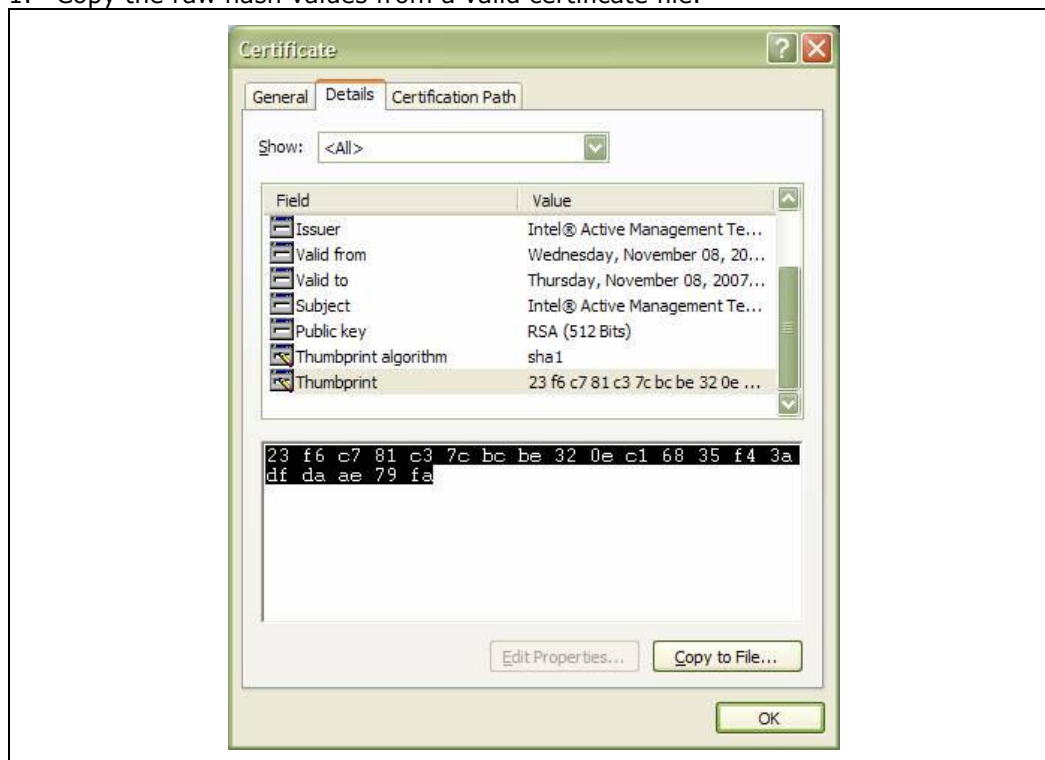 1. Copy the raw hash values from a valid certificate file.
Certificate
General Details Certification Path
Show: <All>
Field Value
Issuer Intel® Active Management Te...
Valid from Wednesday, November 08, 20...
Valid to Thursday, November 08, 2007...
Subject Intel® Active Management Te...
Public key RSA (512 Bits)
Thumbprint algorithm sha1
Thumbprint 23 f6 c7 81 c3 7c bc be 32 0e ...
23 f6 c7 81 c3 7c bc be 32 0e c1 68 35 f4 3a
df da ae 79 fa
Edit Properties... Copy to File...
OK